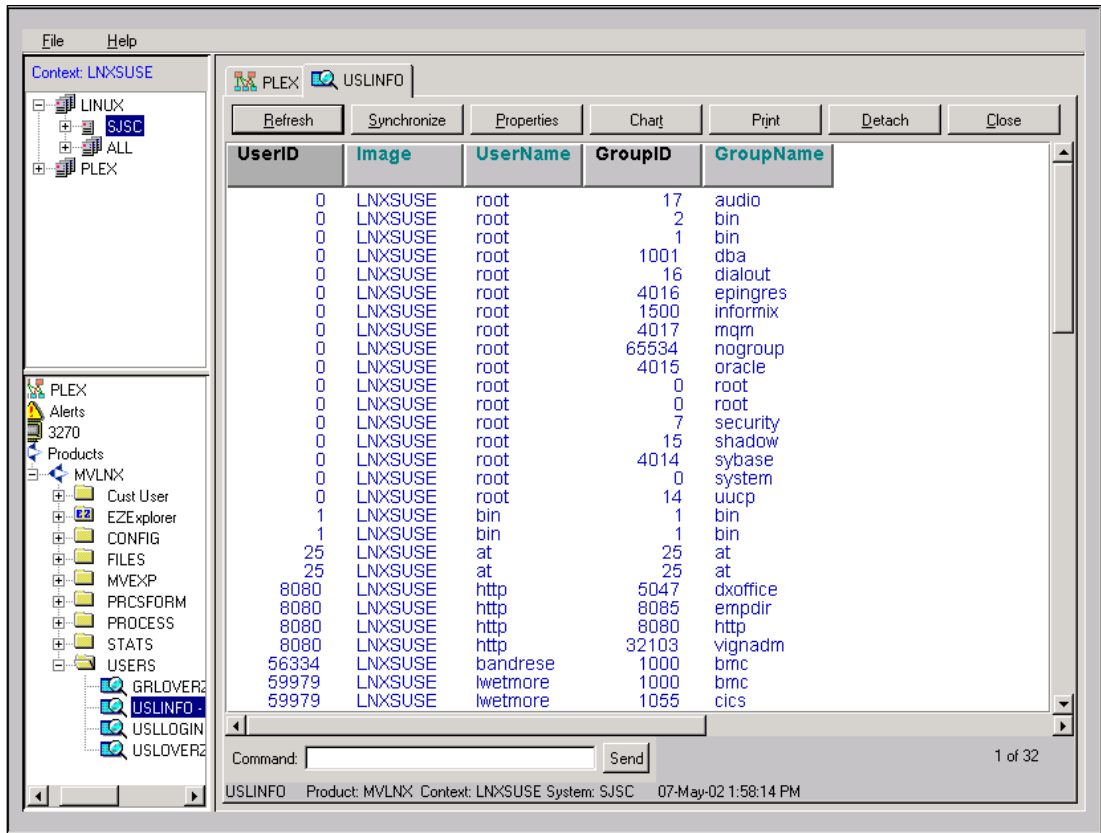 File Help
Context: LNXSUSE
LINUX
SJSC
ALL
PLEX
PLEX
Alerts
3270
Products
MVLNX
Cust User
EZ EZExplorer
CONFIG
FILES
MVEXP
PRCSFORM
PROCESS
STATS
USERS
GRLOVERZ
USLINFO -
USLLOGIN
USLOVERZ
PLEX USLINFO
Refresh Synchronize Properties Chart Print Detach Close
UserID Image UserName GroupID GroupName
0 LNXSUSE root 17 audio
0 LNXSUSE root 2 bin
0 LNXSUSE root 1 bin
0 LNXSUSE root 1001 dba
0 LNXSUSE root 16 dialout
0 LNXSUSE root 4016 epingres
0 LNXSUSE root 1500 informix
0 LNXSUSE root 4017 mqm
0 LNXSUSE root 65534 nogroup
0 LNXSUSE root 4015 oracle
0 LNXSUSE root 0 root
0 LNXSUSE root 0 root
0 LNXSUSE root 7 security
0 LNXSUSE root 15 shadow
0 LNXSUSE root 4014 sybase
0 LNXSUSE root 0 system
0 LNXSUSE root 14 uucp
1 LNXSUSE bin 1 bin
1 LNXSUSE bin 1 bin
25 LNXSUSE at 25 at
25 LNXSUSE at 25 at
8080 LNXSUSE http 5047 dxoffice
8080 LNXSUSE http 8085 empdir
8080 LNXSUSE http 8080 http
8080 LNXSUSE http 32103 vignadm
56334 LNXSUSE bandrese 1000 bmc
59979 LNXSUSE lwetmore 1000 bmc
59979 LNXSUSE lwetmore 1055 cics
Command: Send 1 of 32
USLINFO Product: MVLNX Context: LNXSUSE System: SJSC 07-May-02 1:58:14 PM